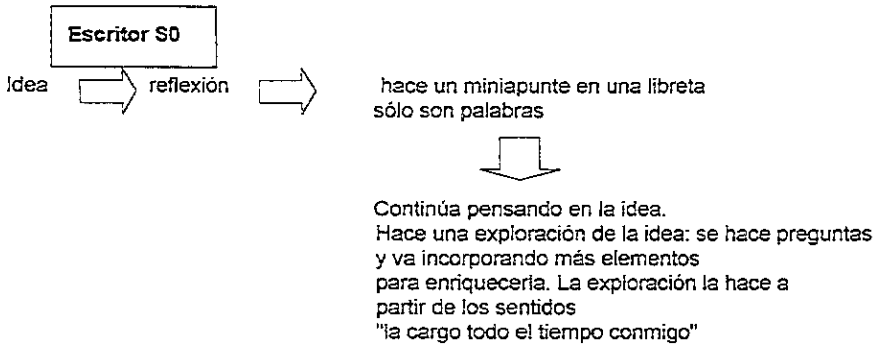 Escritor S0
Idea reflexión hace un miniapunte en una libreta
sólo son palabras
Continúa pensando en la idea.
Hace una exploración de la idea: se hace preguntas
y va incorporando más elementos
para enriquecerla. La exploración la hace a
partir de los sentidos
"la cargo todo el tiempo conmigo"